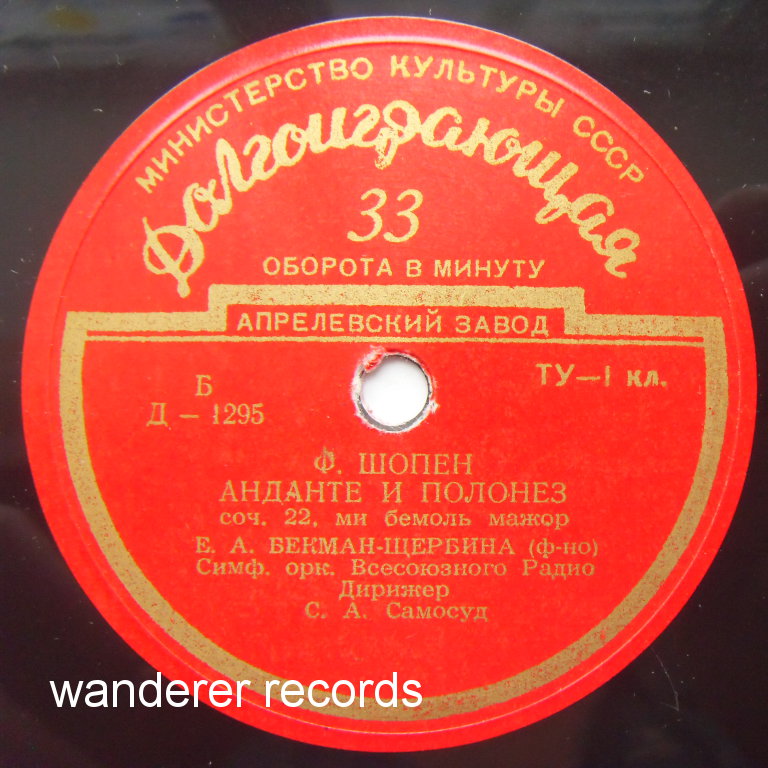 МИНИСТЕРСТВО КУЛЬТУРЫ СССР
Долгоиграющая
33
ОБОРОТА В МИНУТУ
АПРЕЛЕВСКИЙ ЗАВОД
Б
Д — 1295
ТУ—1 кл.
Ф. ШОПЕН
АНДАНТЕ И ПОЛОНЕЗ
соч. 22, ми бемоль мажор
Е. А. БЕКМАН-ЩЕРБИНА (ф-но)
Симф. орк. Всесоюзного Радио
Дирижер
С. А. Самосуд
wanderer records